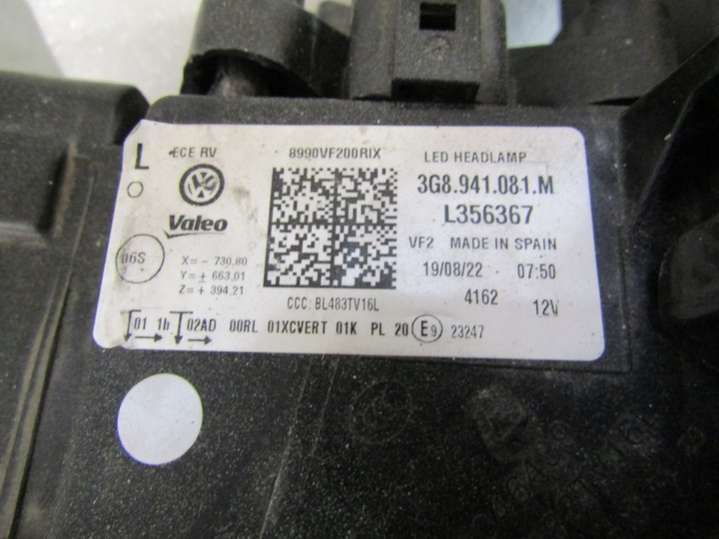 L ECE RV 8990VF200RIX LED HEADLAMP
3G8.941.081.M
Valeo L356367
VF2 MADE IN SPAIN
06S X=- 730,80 19/08/22 07:50
Y=+ 663,01
Z=+ 394,21 4162 12V
CCC: BL483TV16L
01 1b 02AD 00RL 01XCVERT 01K PL 20 E9 23247